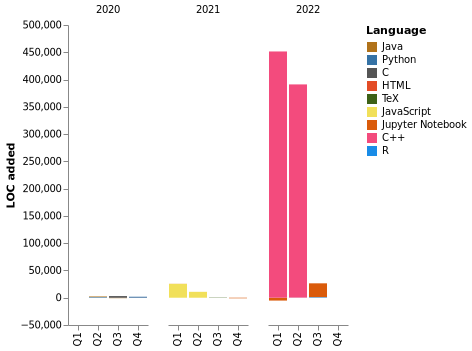 2020 2021 2022
500,000
450,000
400,000
350,000
300,000
250,000
200,000
150,000
100,000
50,000
0
−50,000
LOC added
Q1 Q2 Q3 Q4 Q1 Q2 Q3 Q4 Q1 Q2 Q3 Q4
Language
Java
Python
C
HTML
TeX
JavaScript
Jupyter Notebook
C++
R